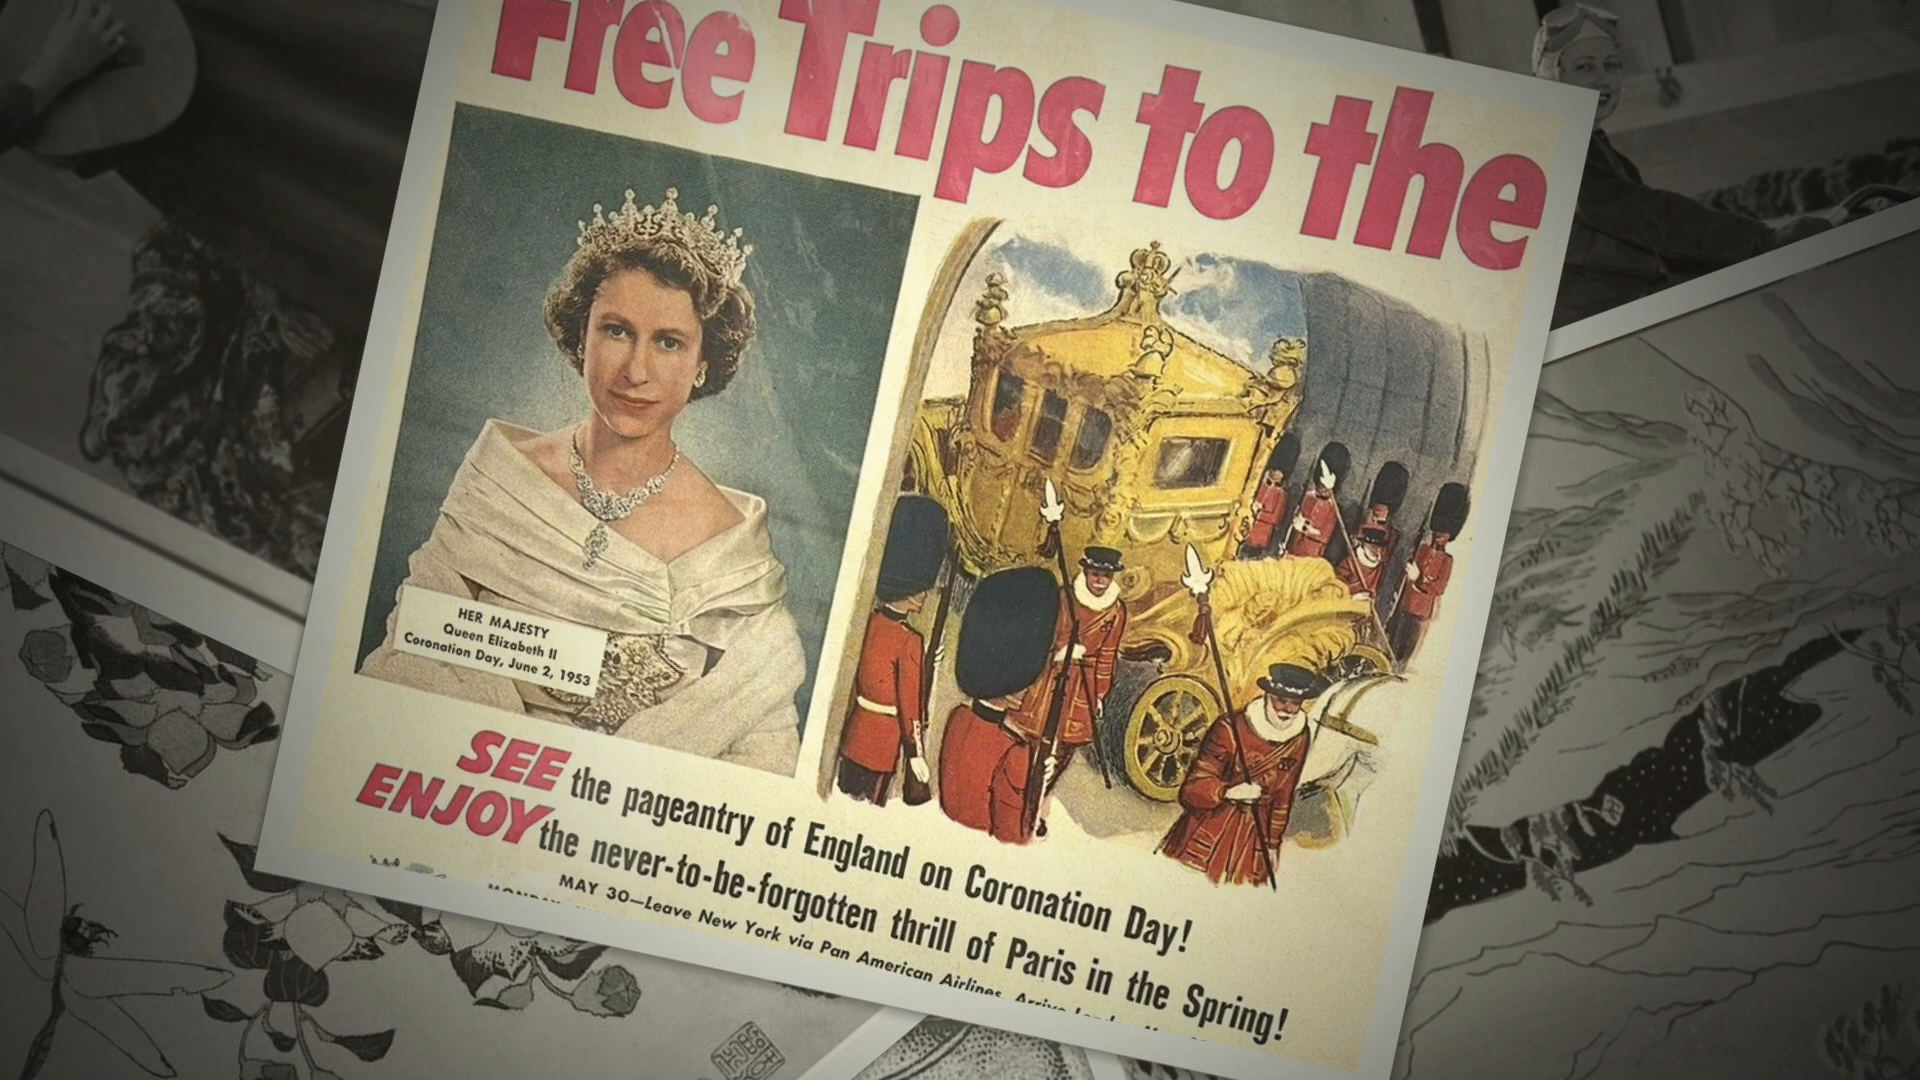 Free Trips to the
HER MAJESTY
Queen Elizabeth II
Coronation Day, June 2, 1953
SEE the pageantry of England on Coronation Day!
ENJOY the never-to-be-forgotten thrill of Paris in the Spring!
MAY 30—Leave New York via Pan American Airlines. Arrive London